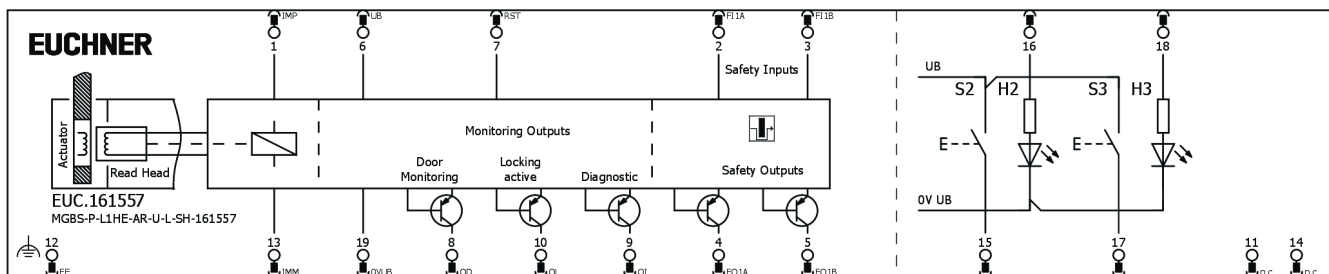 IMP UB RST FI1A FI1B
1 6 7 2 3 16 18
EUCHNER
Safety Inputs
UB
S2 H2 S3 H3
Monitoring Outputs
Actuator
E E
Read Head
Door Monitoring
Locking active
Diagnostic
Safety Outputs
EUC.161557
MGBS-P-L1HE-AR-U-L-SH-161557
0V UB
12 13 19 8 10 9 4 5 15 17 11 14
FE IMM 0VUB OD OL OI FO1A FO1B n.c. n.c.